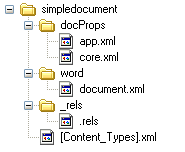 simpledocument
docProps
app.xml
core.xml
word
document.xml
_rels
.rels
[Content_Types].xml